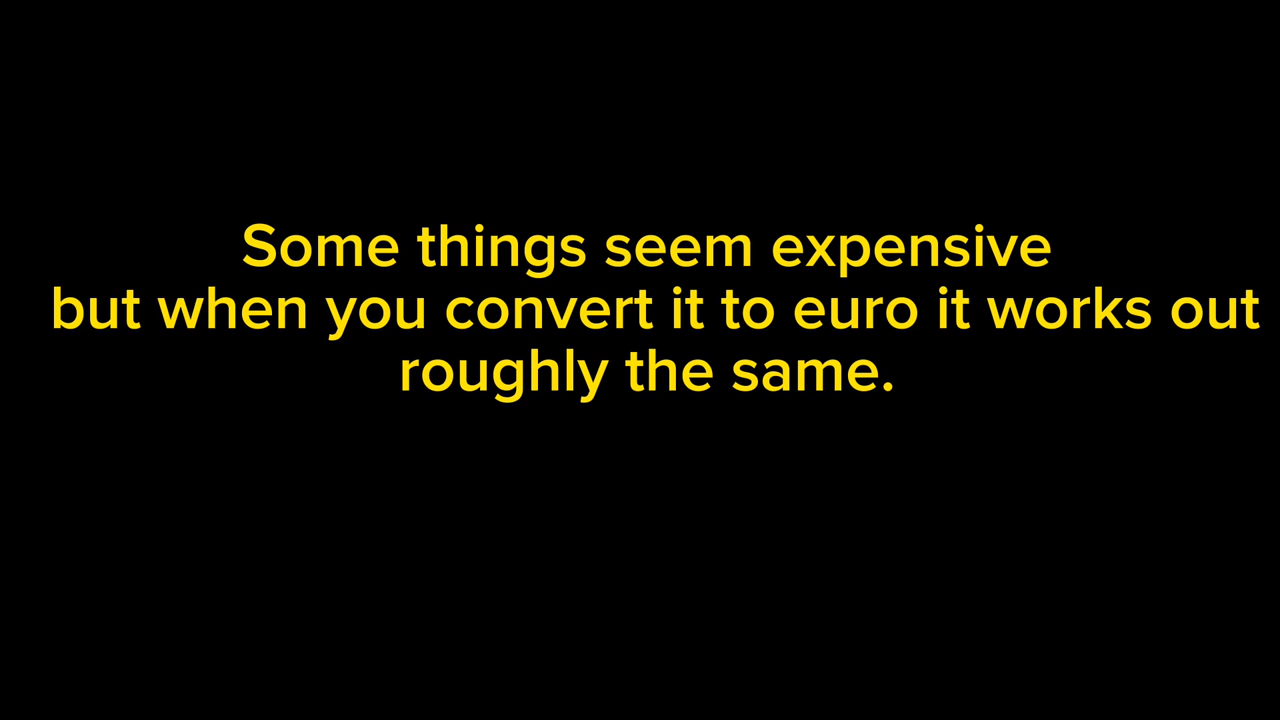 Some things seem expensive
but when you convert it to euro it works out
roughly the same.